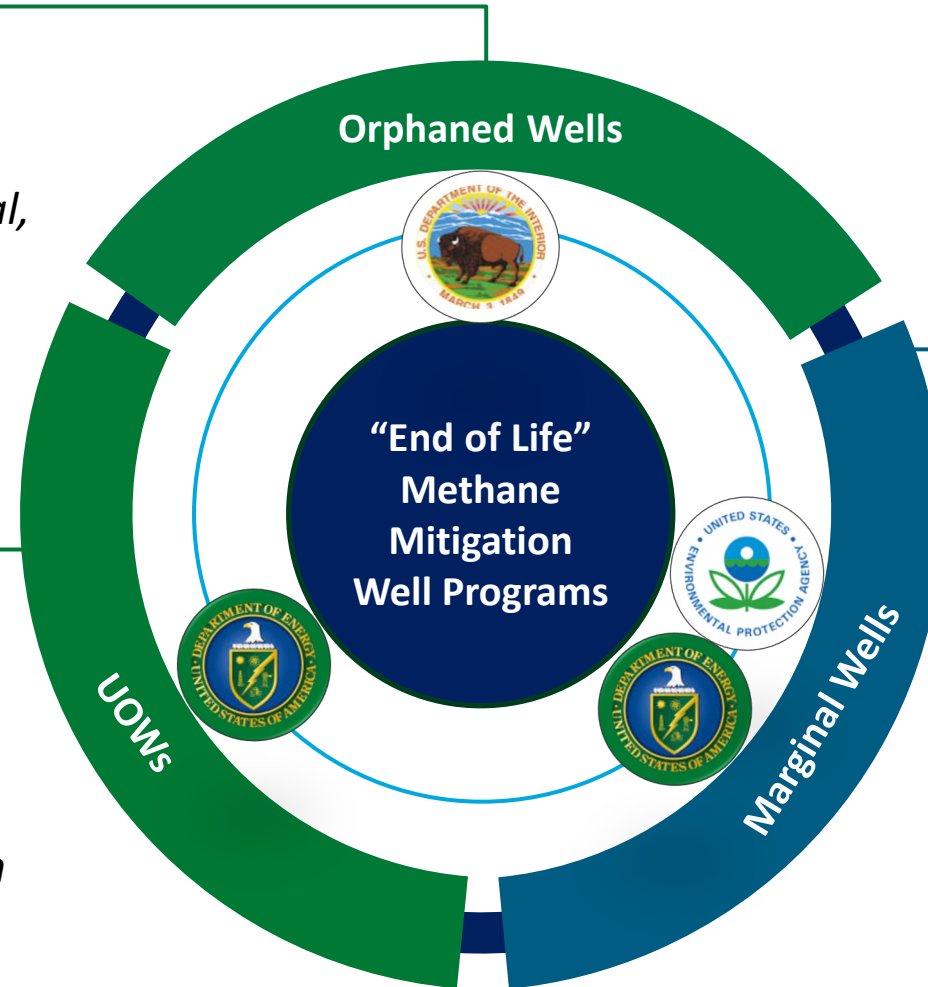 Orphaned Wells
al,
U.S. DEPARTMENT OF THE INTERIOR
MARCH 3, 1849
“End of Life”
Methane
Mitigation
Well Programs
UNITED STATES
ENVIRONMENTAL PROTECTION AGENCY
DEPARTMENT OF ENERGY
UNITED STATES OF AMERICA
DEPARTMENT OF ENERGY
UNITED STATES OF AMERICA
UOWs
Marginal Wells